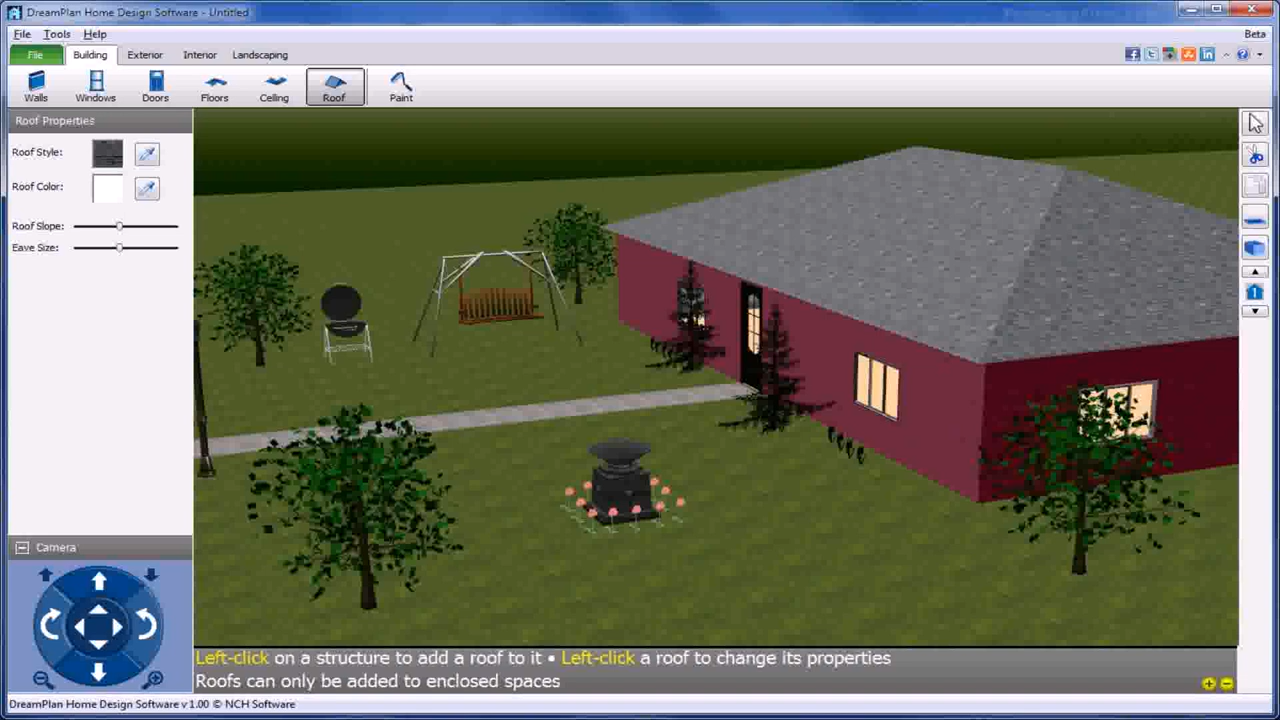 DreamPlan Home Design Software - Untitled
File Tools Help
Beta
File Building Exterior Interior Landscaping
Walls Windows Doors Floors Ceiling Roof Paint
Roof Properties
Roof Style:
Roof Color:
Roof Slope:
Eave Size:
Camera
Left-click on a structure to add a roof to it • Left-click a roof to change its properties
Roofs can only be added to enclosed spaces
DreamPlan Home Design Software v 1.00 © NCH Software